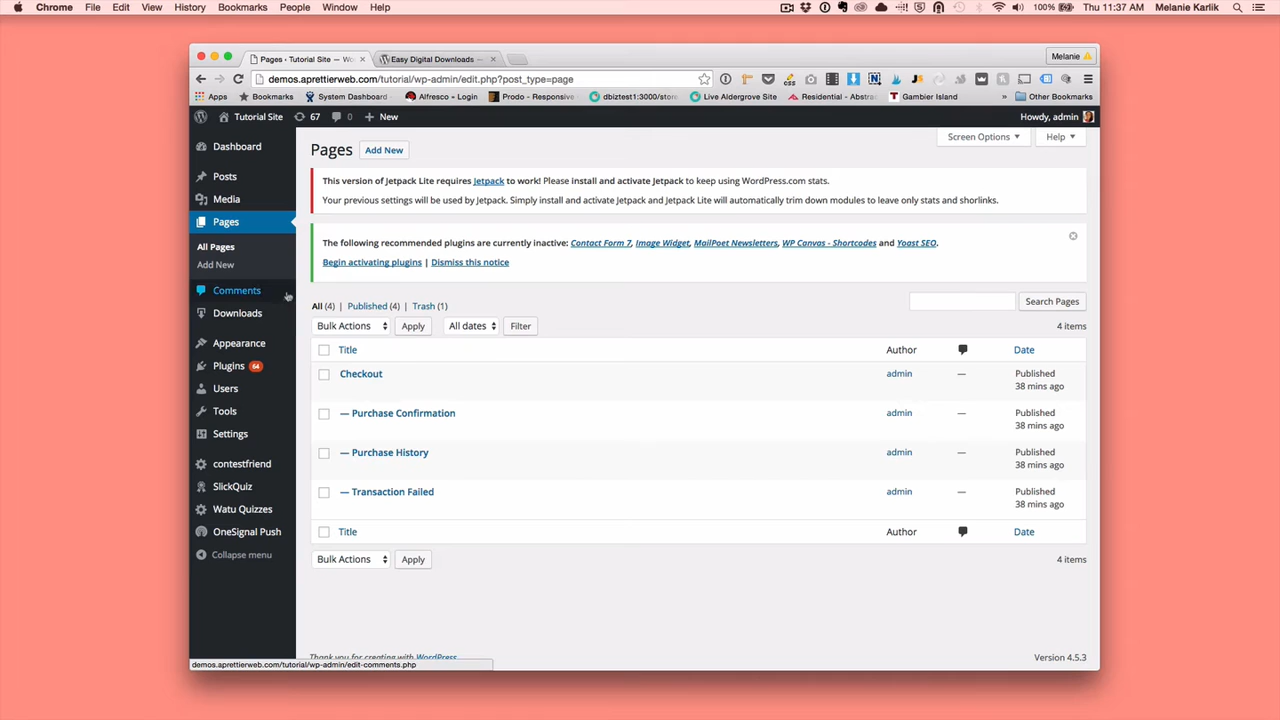 Chrome File Edit View History Bookmarks People Window Help 100% Thu 11:37 AM Melanie Karlik
Pages ‹ Tutorial Site — Easy Digital Downloads — Melanie
demos.aprettierweb.com/tutorial/wp-admin/edit.php?post_type=page
Apps Bookmarks System Dashboard Alfresco » Login Prodo - Responsive dbiztest1:3000/stor Live Aldergrove Site Residential - Abstra Gambier Island » Other Bookmarks
Tutorial Site 67 0 New Howdy, admin
Dashboard
Posts
Media
Pages
All Pages
Add New
Comments
Downloads
Appearance
Plugins 64
Users
Tools
Settings
contestfriend
SlickQuiz
Watu Quizzes
OneSignal Push
Collapse menu
Screen Options Help
Pages Add New
This version of Jetpack Lite requires Jetpack to work! Please install and activate Jetpack to keep using WordPress.com stats.
Your previous settings will be used by Jetpack. Simply install and activate Jetpack and Jetpack Lite will automatically trim down modules to leave only stats and shorlinks.
The following recommended plugins are currently inactive: Contact Form 7, Image Widget, MailPoet Newsletters, WP Canvas - Shortcodes and Yoast SEO.
Begin activating plugins | Dismiss this notice
All (4) | Published (4) | Trash (1) Search Pages
Bulk Actions Apply All dates Filter 4 items
Title Author Date
Checkout admin — Published
38 mins ago
— Purchase Confirmation admin — Published
38 mins ago
— Purchase History admin — Published
38 mins ago
— Transaction Failed admin — Published
38 mins ago
Title Author Date
Bulk Actions Apply 4 items
Thank you for creating with WordPress. Version 4.5.3
demos.aprettierweb.com/tutorial/wp-admin/edit-comments.php